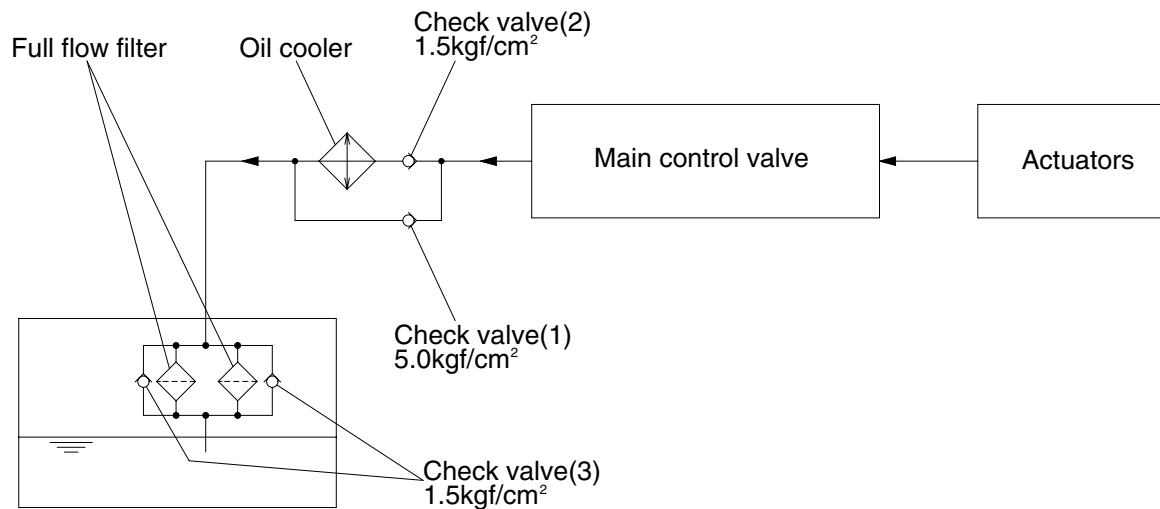 Check valve(2)
1.5kgf/cm²
Full flow filter
Oil cooler
Main control valve
Actuators
Check valve(1)
5.0kgf/cm²
Check valve(3)
1.5kgf/cm²